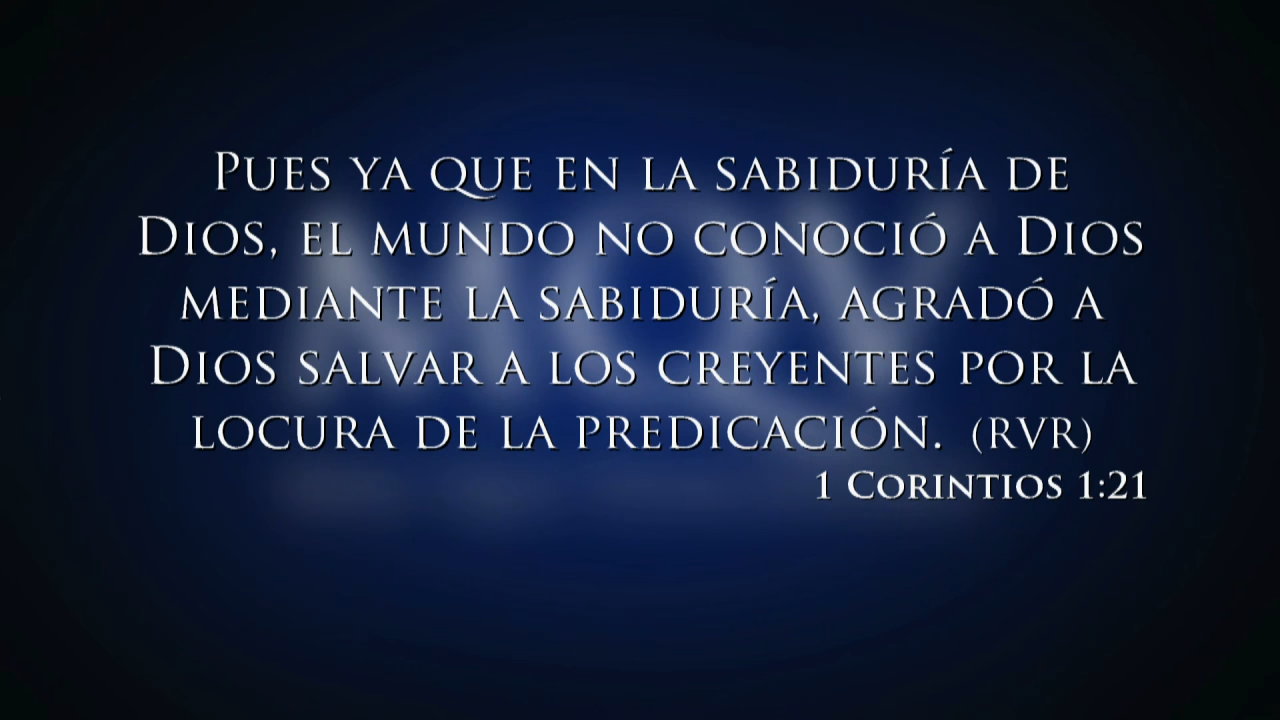 Pues ya que en la sabiduría de
Dios, el mundo no conoció a Dios
mediante la sabiduría, agradó a
Dios salvar a los creyentes por la
locura de la predicación. (RVR)
1 Corintios 1:21